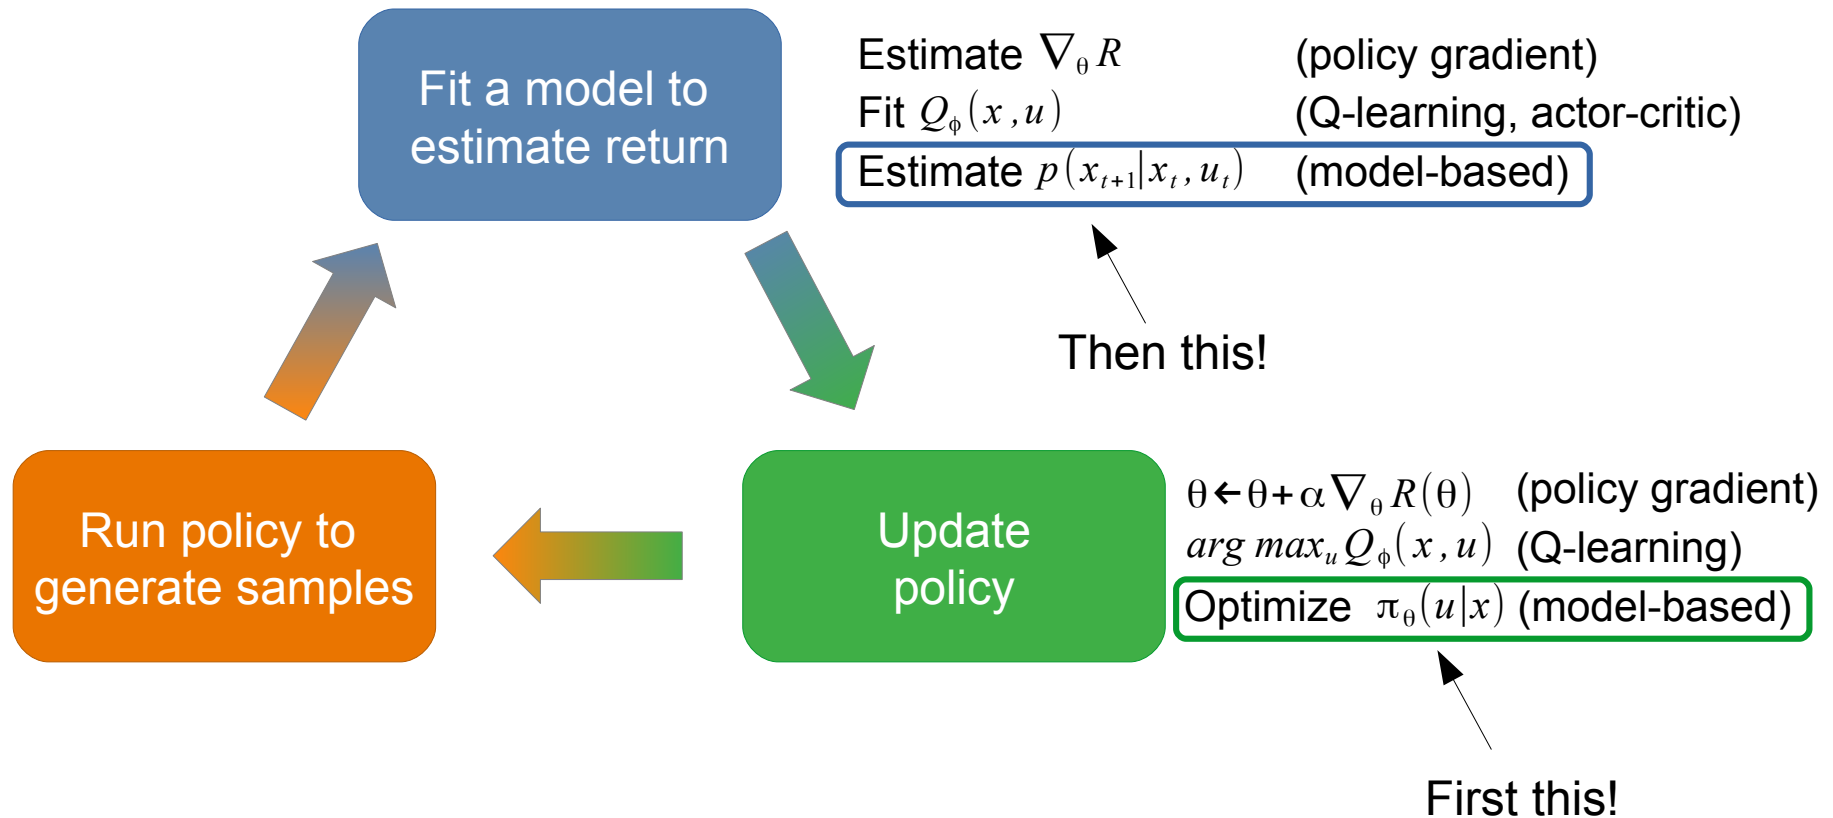 Fit a model to
estimate return
Estimate ∇θ R (policy gradient)
Fit Qϕ(x,u) (Q-learning, actor-critic)
Estimate p(xt+1|xt,ut) (model-based)
Then this!
Run policy to
generate samples
Update
policy
θ←θ+α∇θ R(θ) (policy gradient)
arg maxu Qϕ(x,u) (Q-learning)
Optimize πθ(u|x) (model-based)
First this!